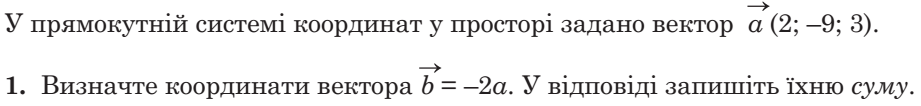 У прямокутній системі координат у просторі задано вектор a⃗ (2; –9; 3).
1. Визначте координати вектора b⃗ = –2a. У відповіді запишіть їхню суму.